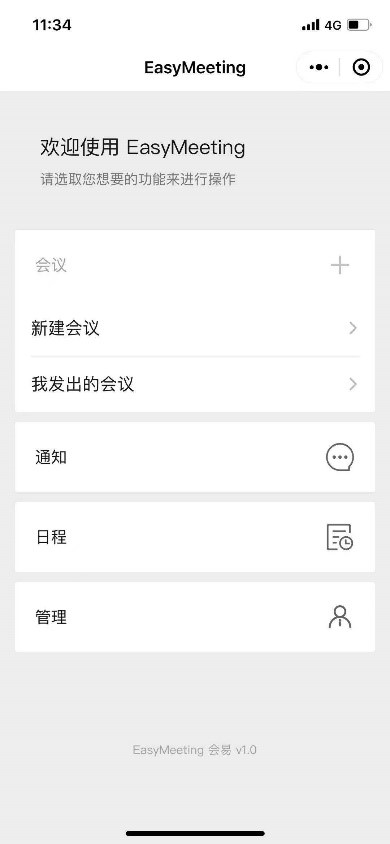 11:34 4G
EasyMeeting
欢迎使用 EasyMeeting
请选取您想要的功能来进行操作
会议
新建会议
我发出的会议
通知
日程
管理
EasyMeeting 会易 v1.0